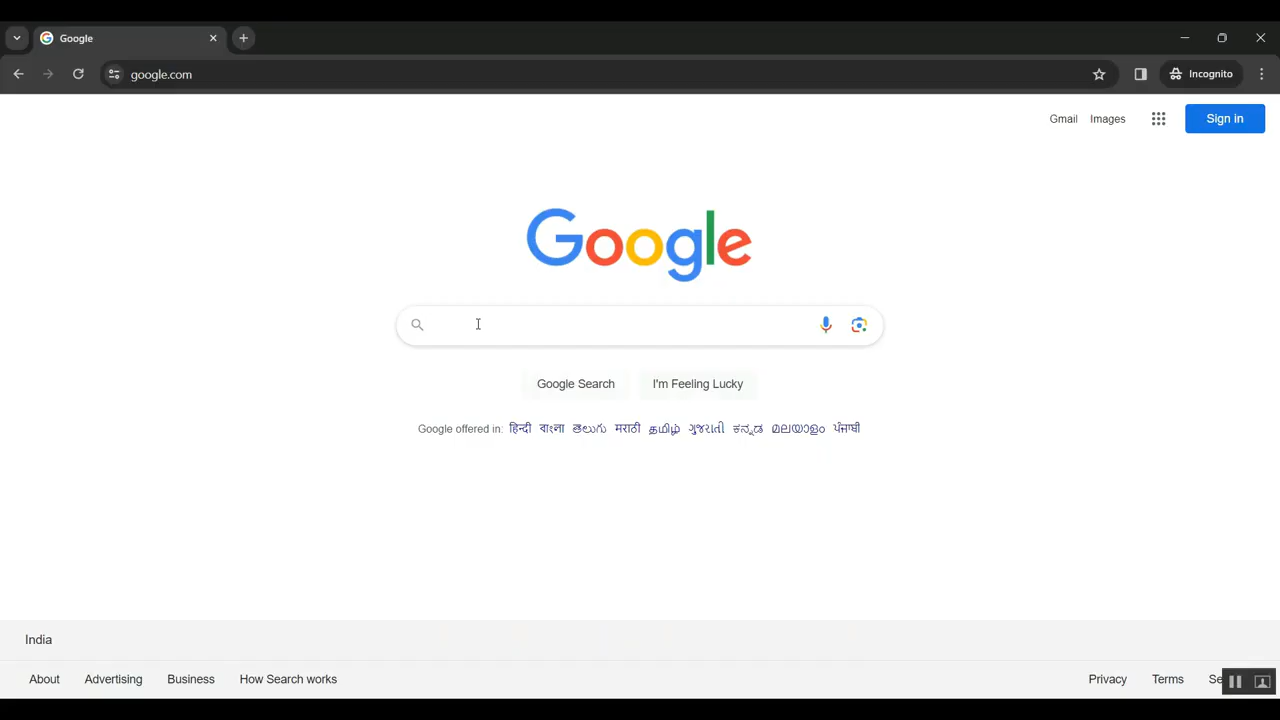 Google
google.com
Incognito
Gmail Images Sign in
Google
Google Search I'm Feeling Lucky
Google offered in: हिन्दी বাংলা తెలుగు मराठी தமிழ் ગુજરાતી ಕನ್ನಡ മലയാളം ਪੰਜਾਬੀ
India
About Advertising Business How Search works Privacy Terms Se